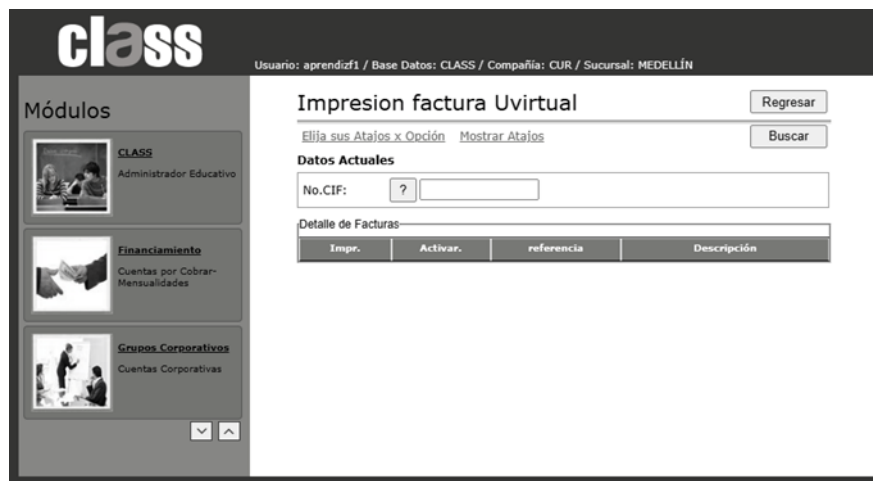 class
Usuario: aprendizf1 / Base Datos: CLASS / Compañía: CUR / Sucursal: MEDELLÍN
Módulos
CLASS
Administrador Educativo
Financiamiento
Cuentas por Cobrar-
Mensualidades
Grupos Corporativos
Cuentas Corporativas
Impresion factura Uvirtual
Regresar
Elija sus Atajos x Opción Mostrar Atajos
Buscar
Datos Actuales
No.CIF: ?
Detalle de Facturas
Impr. Activar. referencia Descripción